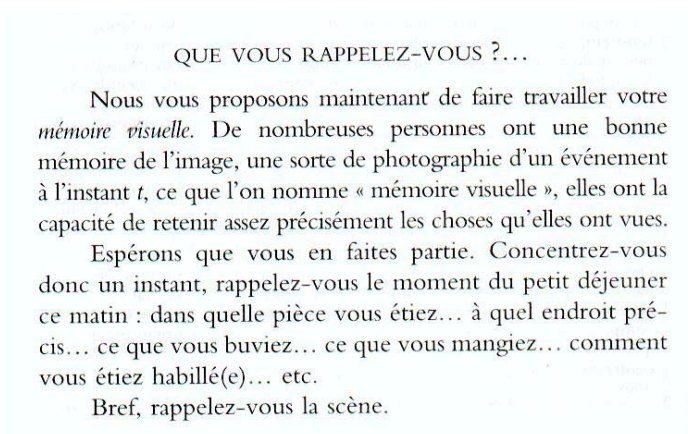 QUE VOUS RAPPELEZ-VOUS ?...
Nous vous proposons maintenant de faire travailler votre
mémoire visuelle. De nombreuses personnes ont une bonne
mémoire de l'image, une sorte de photographie d'un événement
à l'instant t, ce que l'on nomme « mémoire visuelle », elles ont la
capacité de retenir assez précisément les choses qu'elles ont vues.
Espérons que vous en faites partie. Concentrez-vous
donc un instant, rappelez-vous le moment du petit déjeuner
ce matin : dans quelle pièce vous étiez... à quel endroit pré-
cis... ce que vous buviez... ce que vous mangiez... comment
vous étiez habillé(e)... etc.
Bref, rappelez-vous la scène.